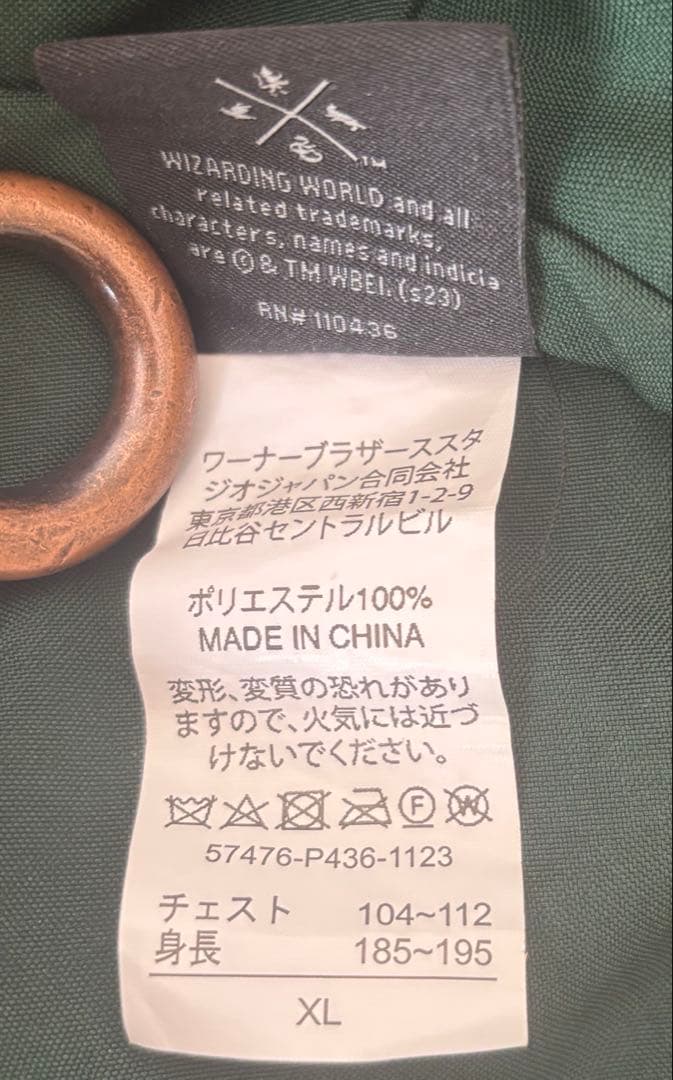 TM
WIZARDING WORLD and all
related trademarks,
characters, names and indicia
are © & TM WBEI. (s23)
RN# 110436
ワーナーブラザーススタ
ジオジャパン合同会社
東京都港区西新宿1-2-9
日比谷セントラルビル
ポリエステル100%
MADE IN CHINA
変形、変質の恐れがあり
ますので、火気には近づ
けないでください。
F W
57476-P436-1123
チェスト 104~112
身長 185~195
XL